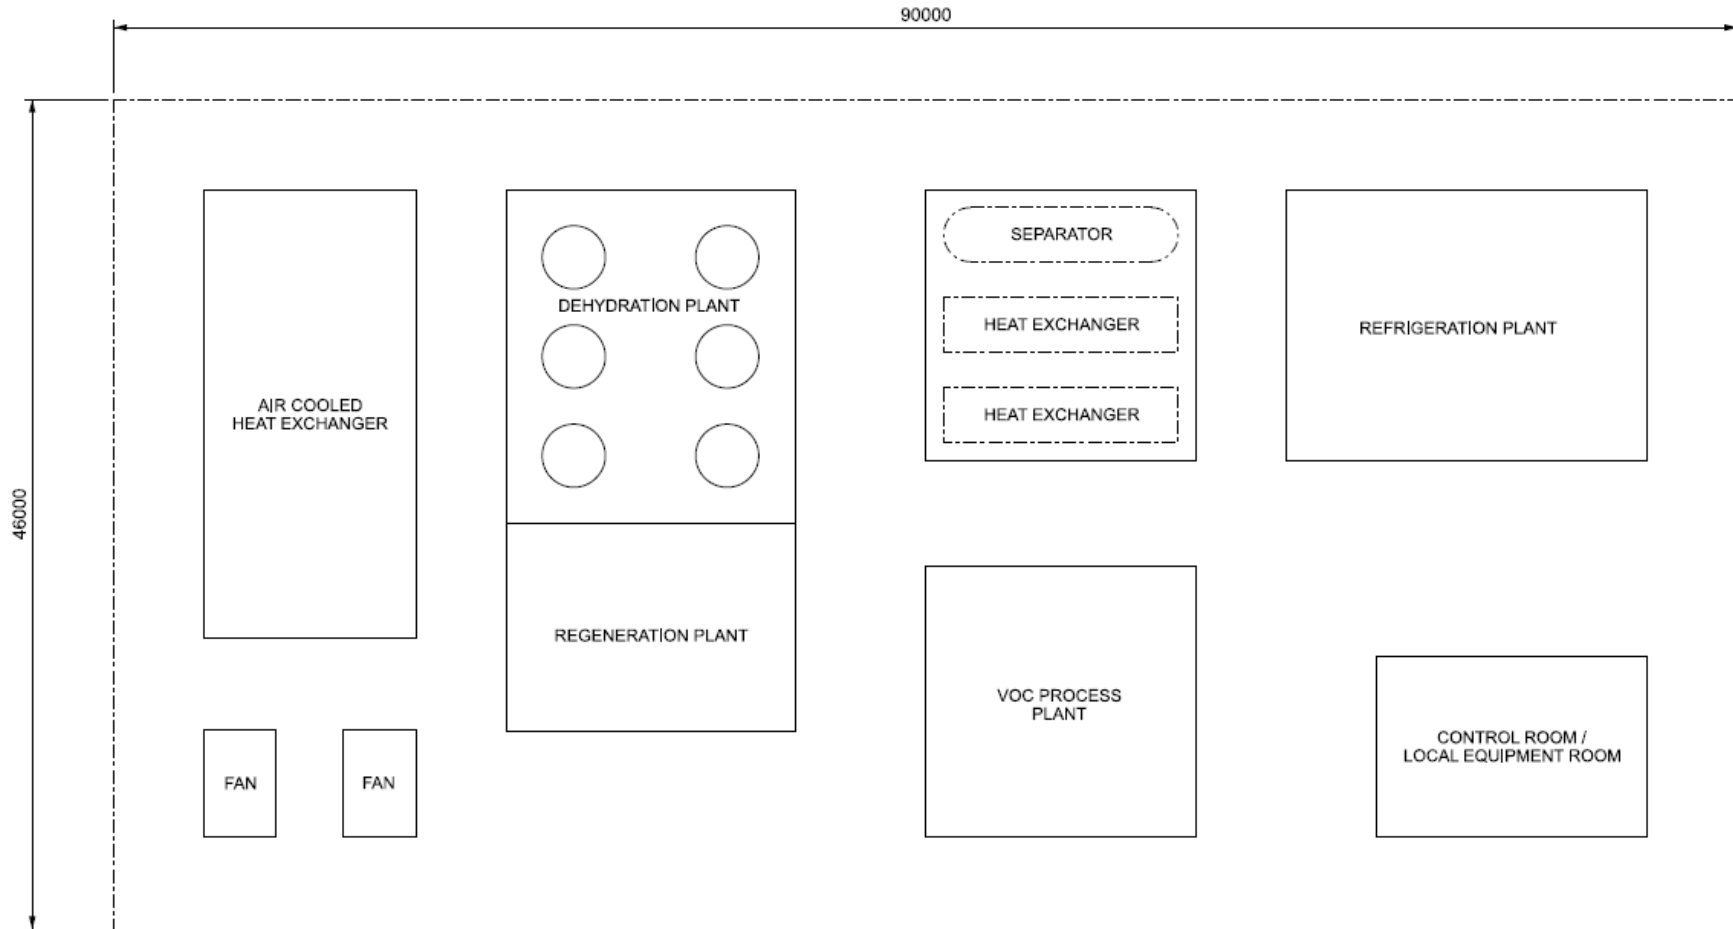 90000
46000
SEPARATOR
DEHYDRATION PLANT
HEAT EXCHANGER
REFRIGERATION PLANT
AIR COOLED
HEAT EXCHANGER
HEAT EXCHANGER
REGENERATION PLANT
VOC PROCESS
PLANT
CONTROL ROOM /
LOCAL EQUIPMENT ROOM
FAN
FAN